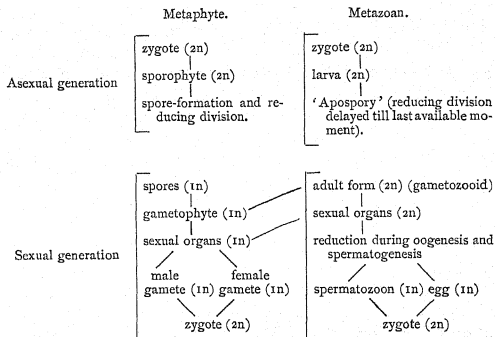 Metaphyte. Metazoan.
Asexual generation
zygote (2n)
sporophyte (2n)
spore-formation and re-
ducing division.
zygote (2n)
larva (2n)
‘Apospory’ (reducing division
delayed till last available mo-
ment).
Sexual generation
spores (1n)
gametophyte (1n)
sexual organs (1n)
male female
gamete (1n) gamete (1n)
zygote (2n)
adult form (2n) (gametozooid)
sexual organs (2n)
reduction during oogenesis and
spermatogenesis
spermatozoon (1n) egg (1n)
zygote (2n)